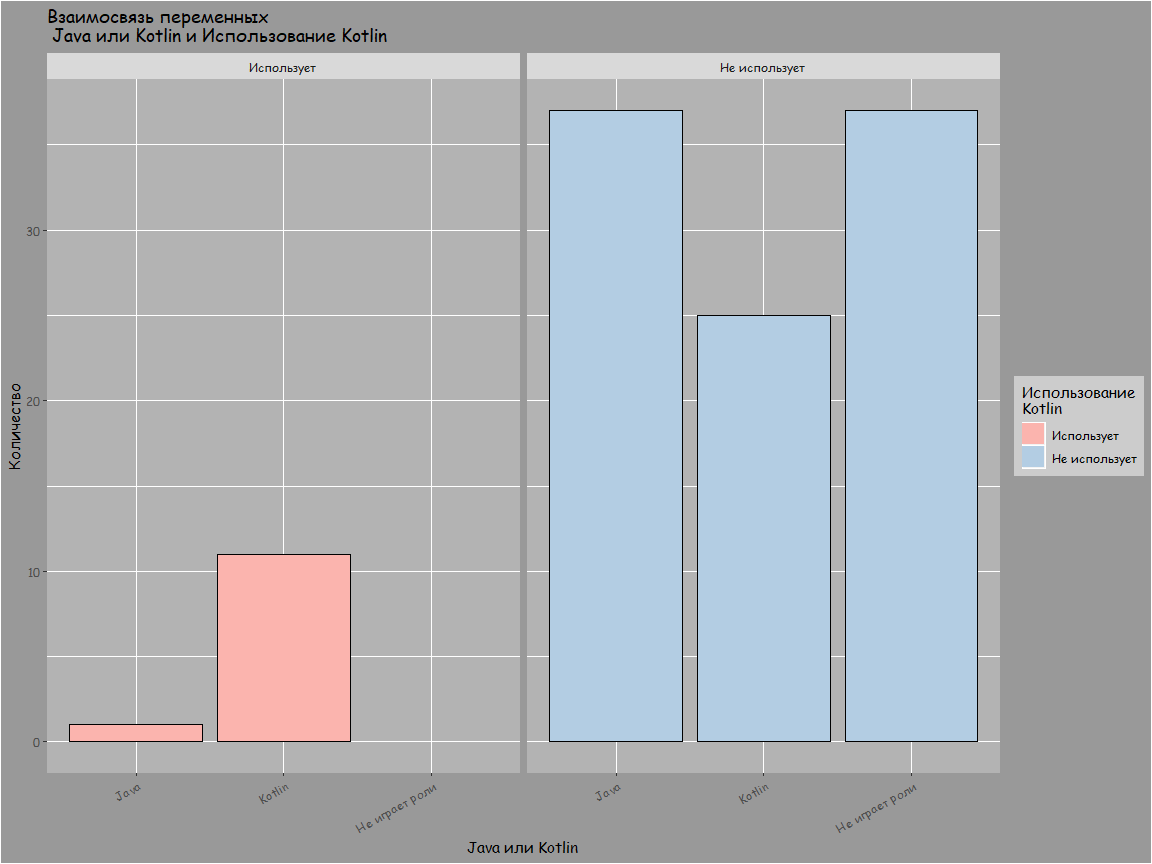 Взаимосвязь переменных
Java или Kotlin и Использование Kotlin
Использует
Не использует
Количество
30
20
10
0
Java
Kotlin
Не играет роли
Java
Kotlin
Не играет роли
Java или Kotlin
Использование
Kotlin
Использует
Не использует